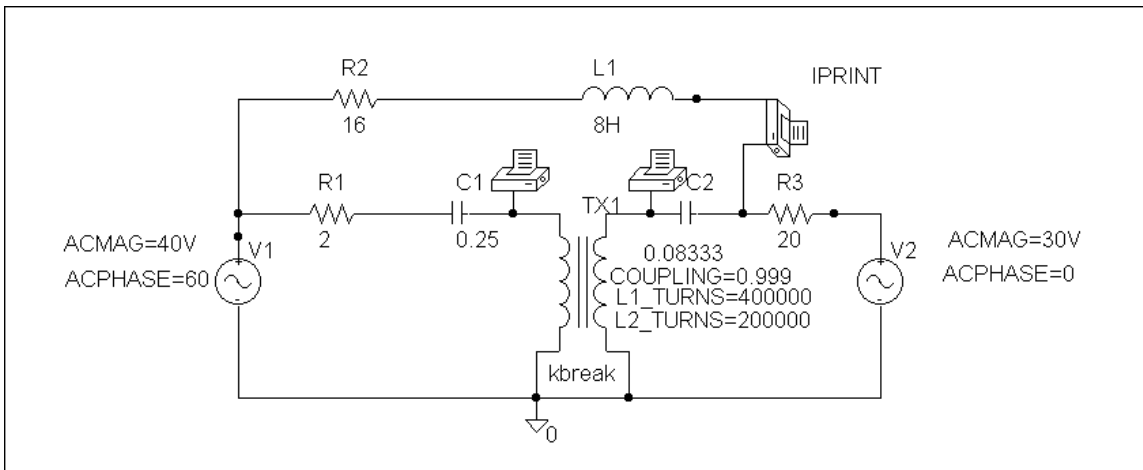 R2
L1
IPRINT
16
8H
R1
C1
C2
R3
TX1
2
0.25
20
ACMAG=40V
V1
ACPHASE=60
V2
ACMAG=30V
ACPHASE=0
0.08333
COUPLING=0.999
L1_TURNS=400000
L2_TURNS=200000
kbreak
0